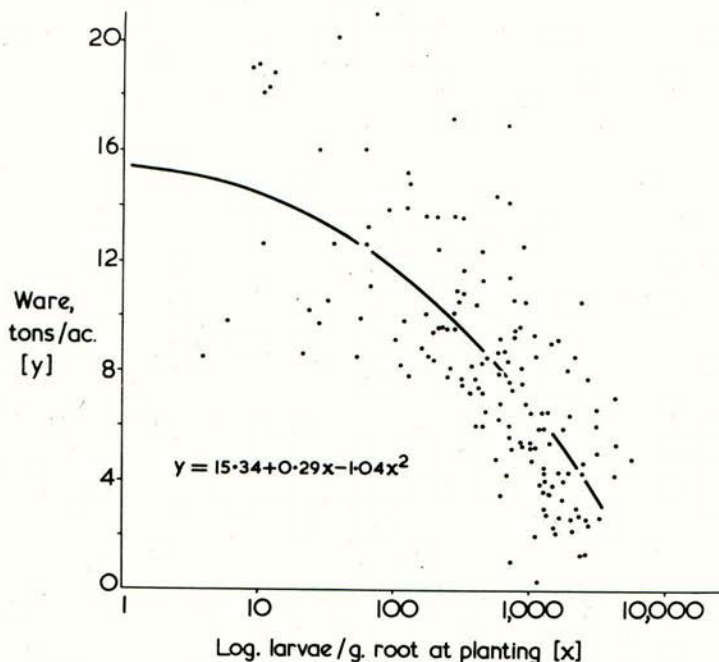 20
16
12
Ware,
tons/ac.
[y]
8
y = 15·34+0·29x−1·04x²
4
0
1
10
100
1,000
10,000
Log. larvae/g. root at planting [x]